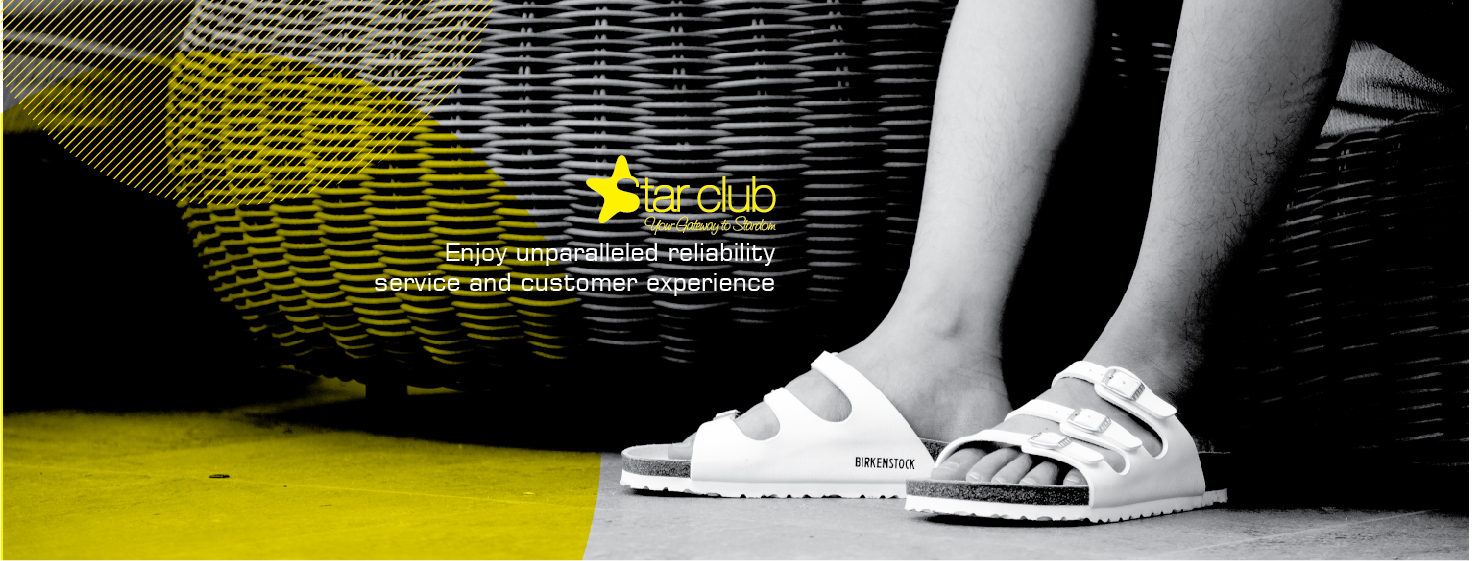 Star club
Your Gateway to Stardom
Enjoy unparalleled reliability
service and customer experience
BIRKENSTOCK